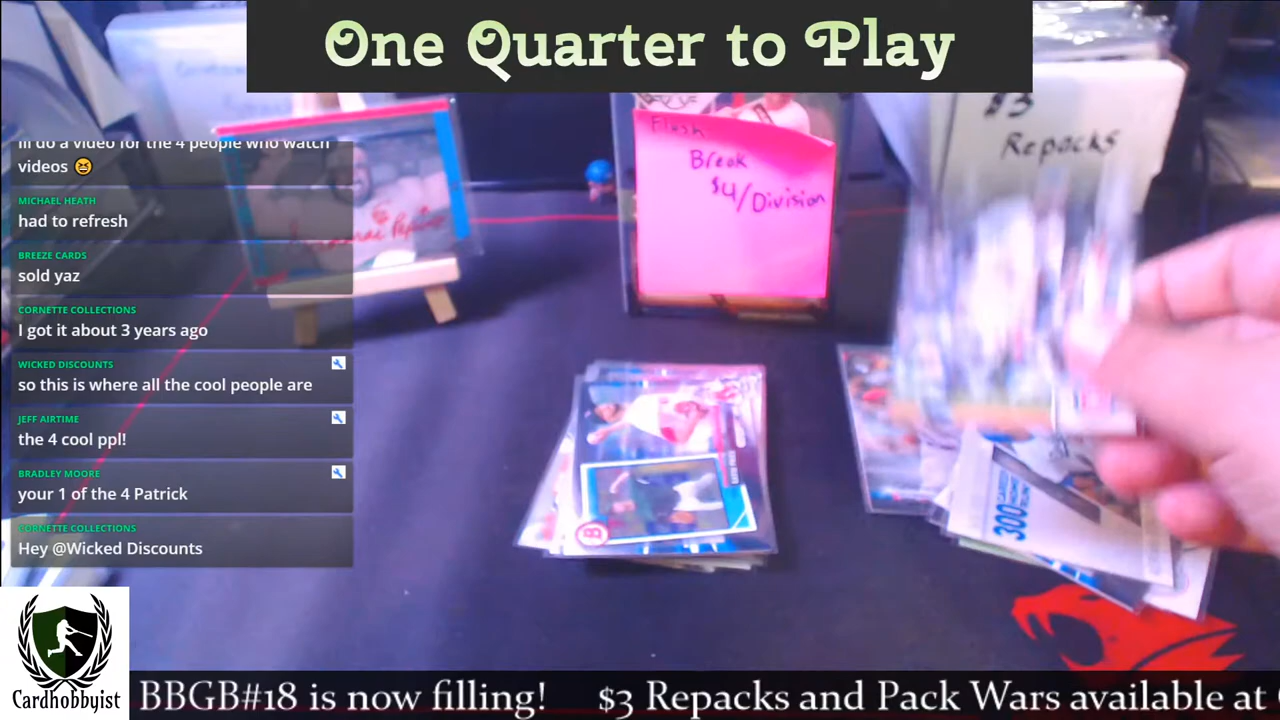 One Quarter to Play
Ill do a video for the 4 people who watch
videos 😆
MICHAEL HEATH
had to refresh
BREEZE CARDS
sold yaz
CORNETTE COLLECTIONS
I got it about 3 years ago
WICKED DISCOUNTS
so this is where all the cool people are
JEFF AIRTIME
the 4 cool ppl!
BRADLEY MOORE
your 1 of the 4 Patrick
CORNETTE COLLECTIONS
Hey @Wicked Discounts
Flash
Break
$4/Division
$3
Repacks
300
B
Cardhobbyist
BBGB#18 is now filling! $3 Repacks and Pack Wars available at